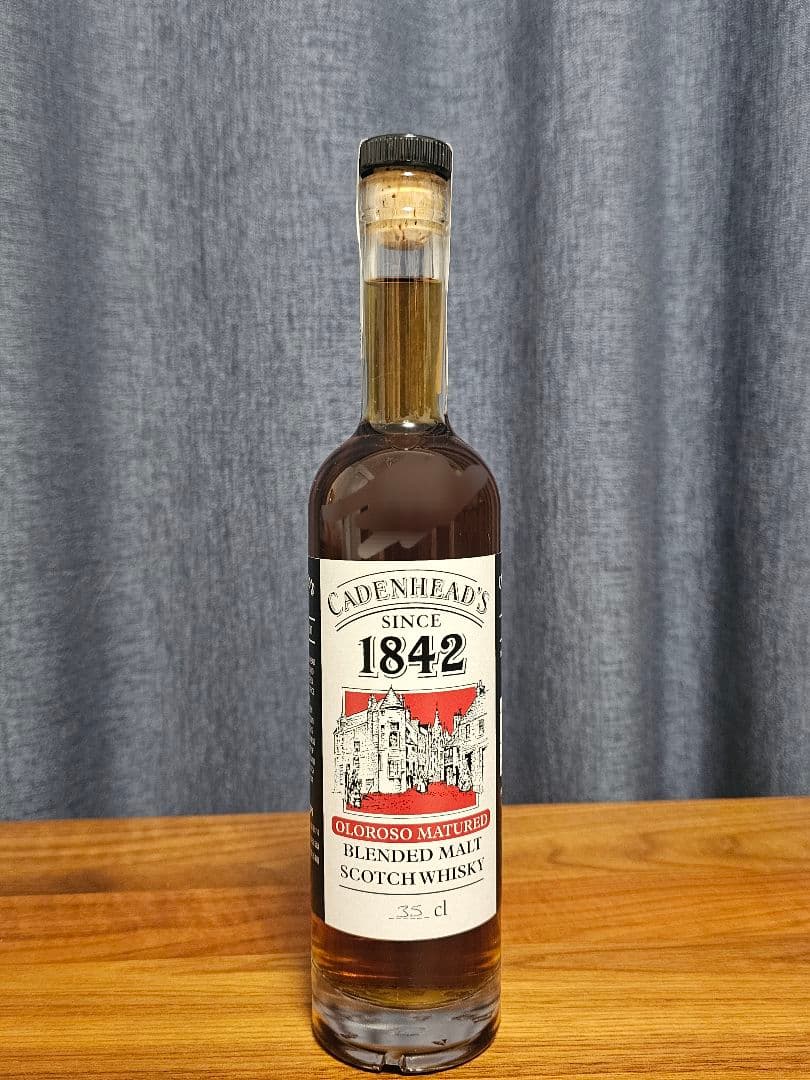 CADENHEAD'S
SINCE
1842
OLOROSO MATURED
BLENDED MALT
SCOTCH WHISKY
35 cl